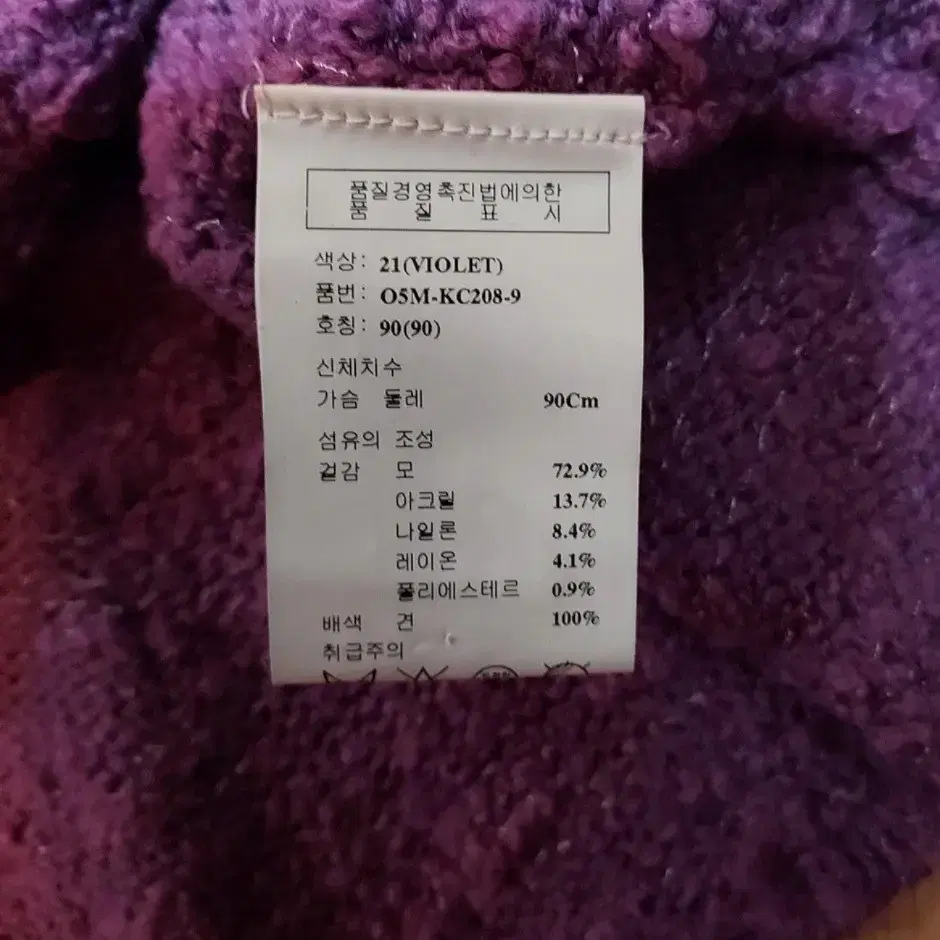 품질경영촉진법에의한
품 질 표 시
색상: 21(VIOLET)
품번: O5M-KC208-9
호칭: 90(90)
신체치수
가슴 둘레 90Cm
섬유의 조성
겉감 모 72.9%
아크릴 13.7%
나일론 8.4%
레이온 4.1%
폴리에스테르 0.9%
배색 견 100%
취급주의